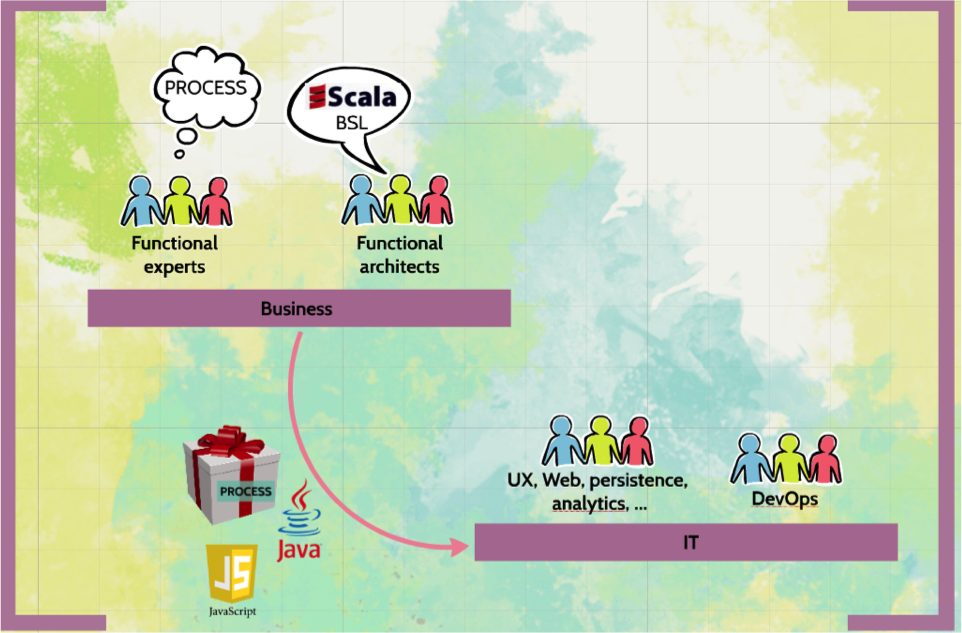 PROCESS
Scala
BSL
Functional
experts
Functional
architects
Business
PROCESS
Java
JS
JavaScript
UX, Web, persistence,
analytics, ...
DevOps
IT